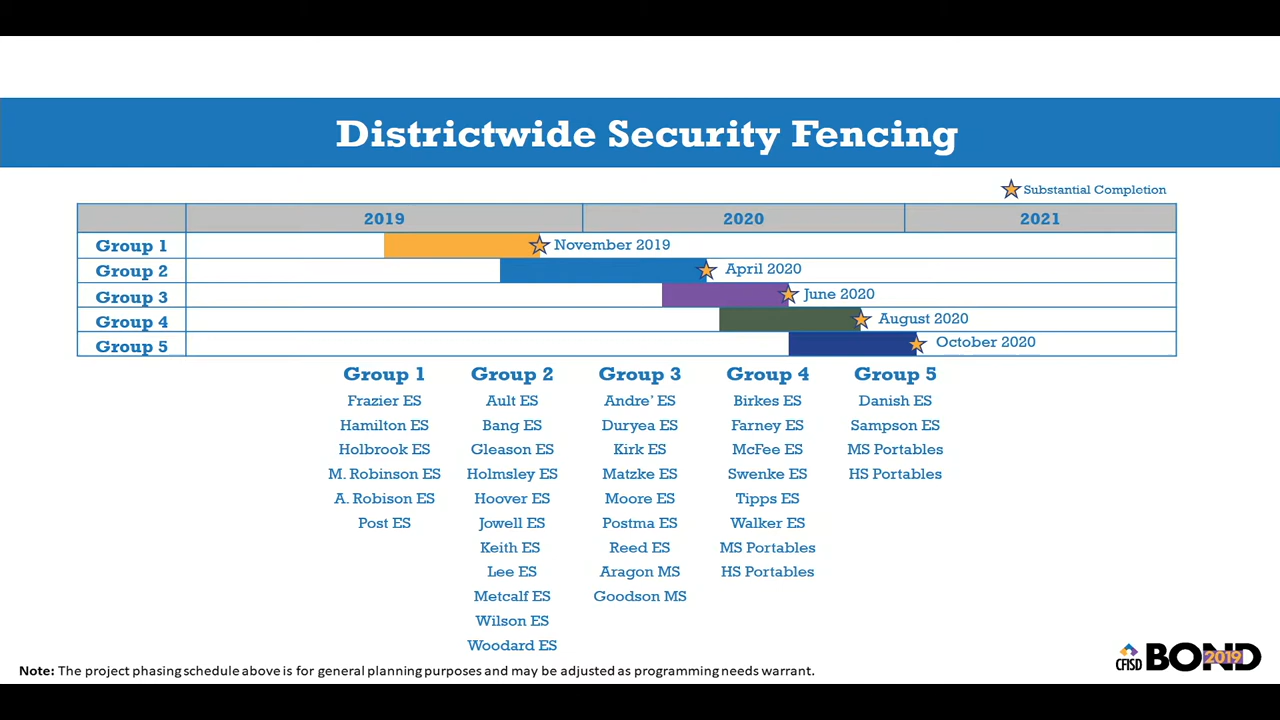 Districtwide Security Fencing
Substantial Completion
2019 2020 2021
Group 1 November 2019
Group 2 April 2020
Group 3 June 2020
Group 4 August 2020
Group 5 October 2020
Group 1 Group 2 Group 3 Group 4 Group 5
Frazier ES Ault ES Andre’ ES Birkes ES Danish ES
Hamilton ES Bang ES Duryea ES Farney ES Sampson ES
Holbrook ES Gleason ES Kirk ES McFee ES MS Portables
M. Robinson ES Holmsley ES Matzke ES Swenke ES HS Portables
A. Robison ES Hoover ES Moore ES Tipps ES
Post ES Jowell ES Postma ES Walker ES
Keith ES Reed ES MS Portables
Lee ES Aragon MS HS Portables
Metcalf ES Goodson MS
Wilson ES
Woodard ES
Note: The project phasing schedule above is for general planning purposes and may be adjusted as programming needs warrant.
CFISD BOND 2019